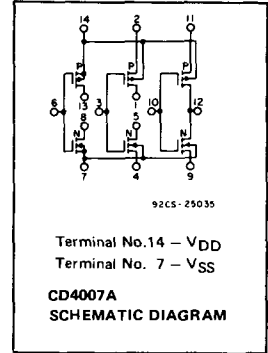 14 2 11
P P P
13 1
6 8 3 5 10 12
N N N
7 4 9
92CS-25035
Terminal No.14 – VDD
Terminal No. 7 – VSS
CD4007A
SCHEMATIC DIAGRAM